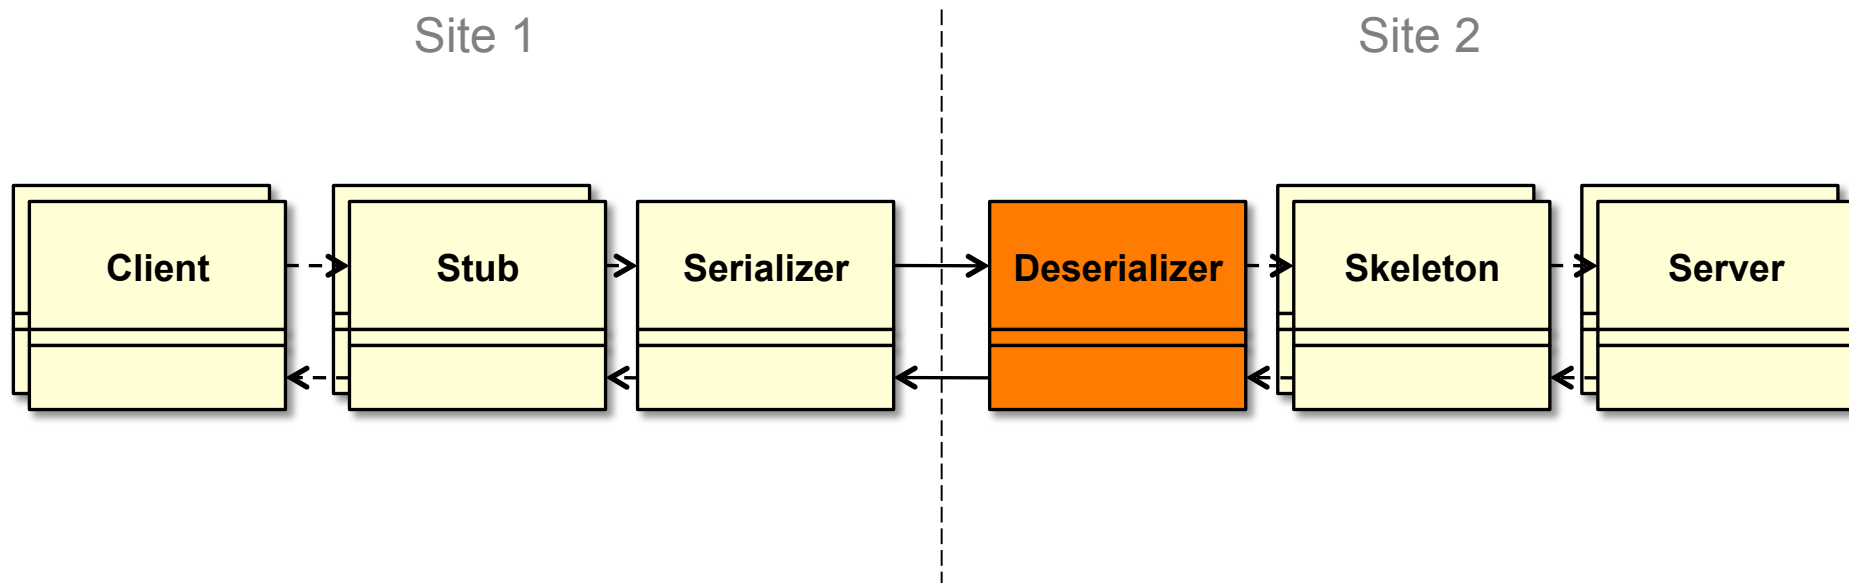 Site 1
Site 2
Client
Stub
Serializer
Deserializer
Skeleton
Server